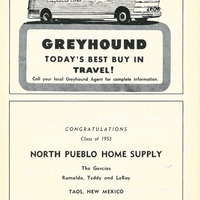 GREYHOUND
TODAY'S BEST BUY IN
TRAVEL!
Call your local Greyhound Agent for complete information.
CONGRATULATIONS
Class of 1953
NORTH PUEBLO HOME SUPPLY
The Garcias
Romaldo, Teddy and LeRoy
TAOS, NEW MEXICO